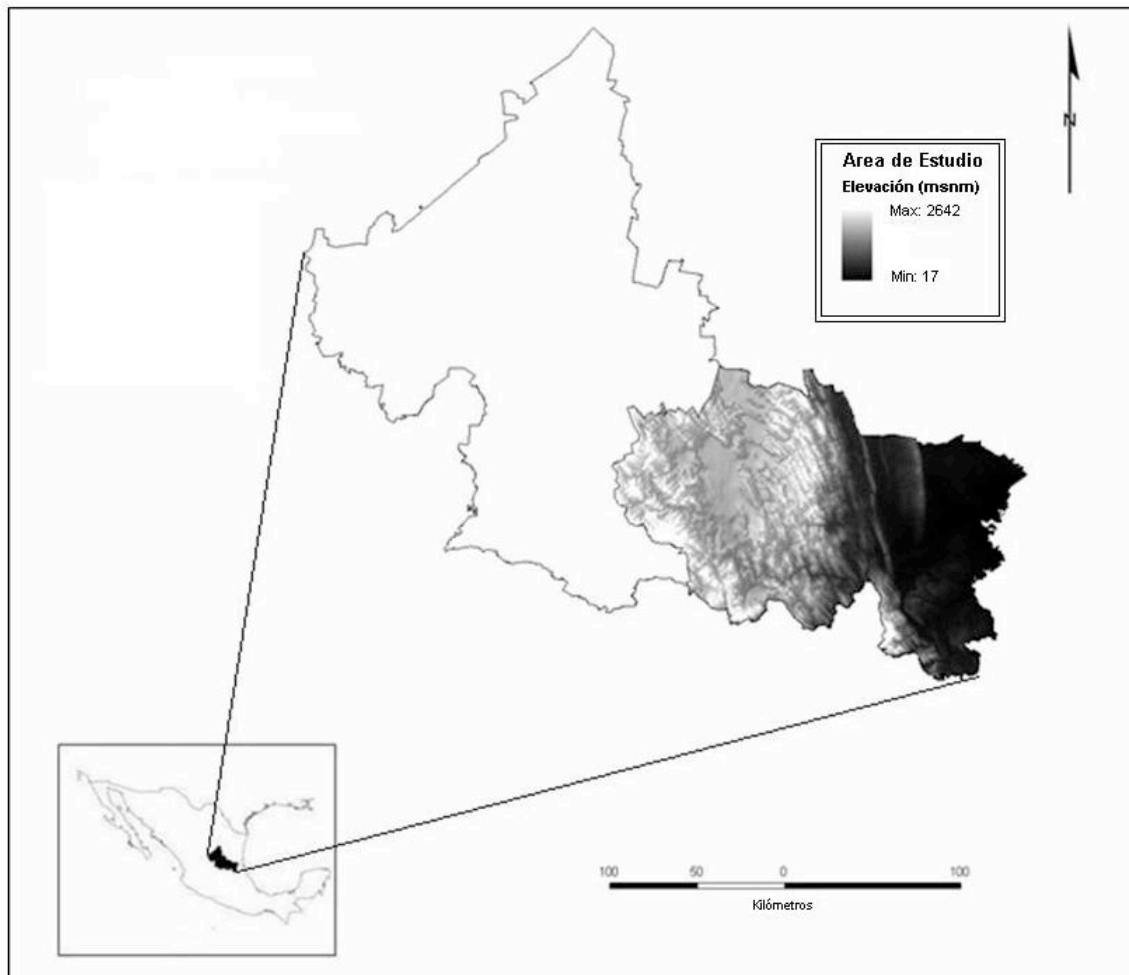 N
Area de Estudio
Elevación (msnm)
Max: 2642
Min: 17
100 50 0 100
Kilómetros